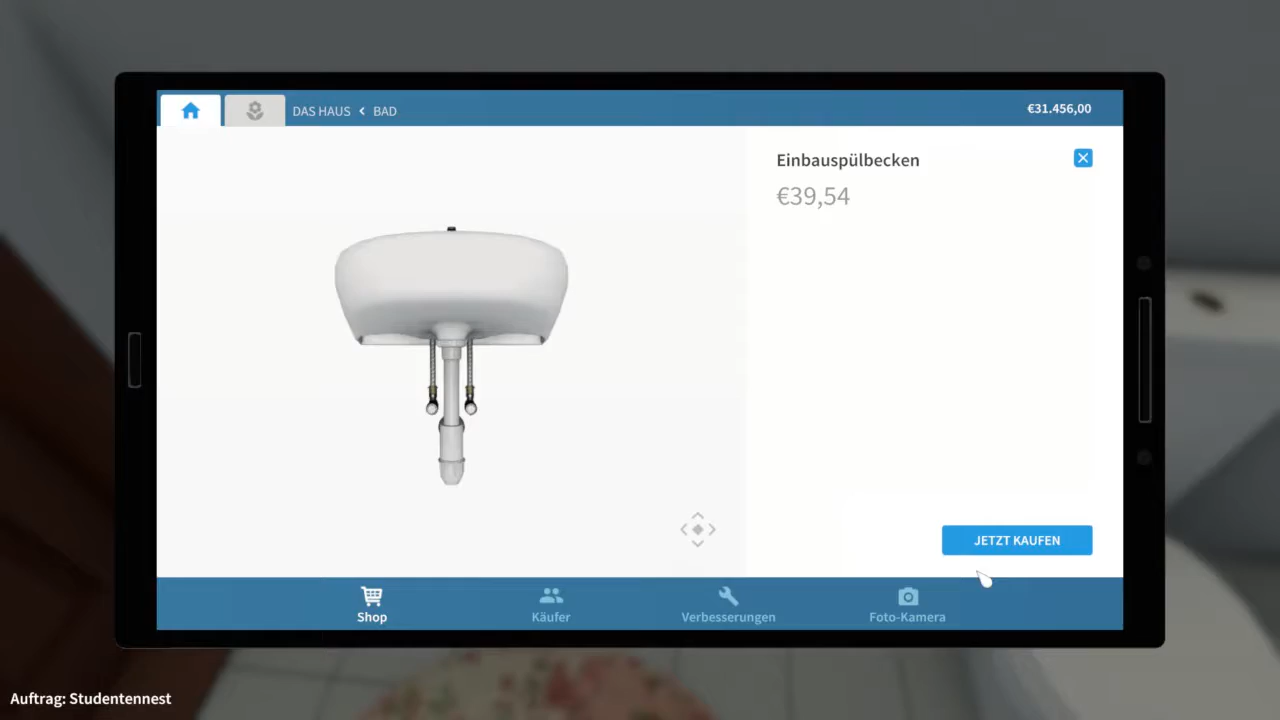 DAS HAUS < BAD
€31.456,00
Einbauspülbecken
€39,54
JETZT KAUFEN
Shop
Käufer
Verbesserungen
Foto-Kamera
Auftrag: Studentennest